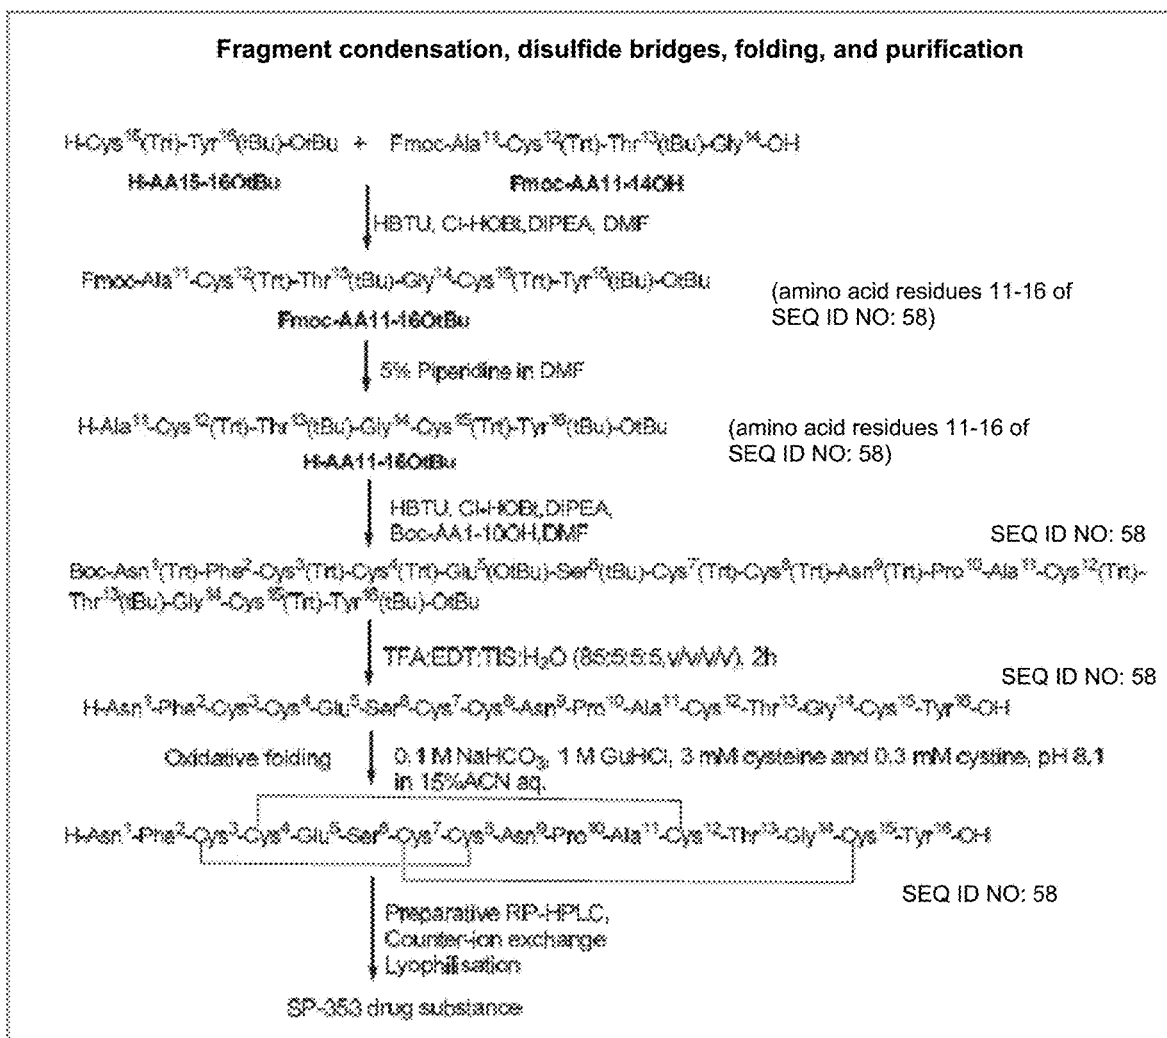 Fragment condensation, disulfide bridges, folding, and purification
H-Cys¹⁵(Trt)-Tyr¹⁶(tBu)-OtBu + Fmoc-Ala¹¹-Cys¹²(Trt)-Thr¹³(tBu)-Gly¹⁴-OH
H-AA15-16OtBu Fmoc-AA11-14OH
HBTU, Cl-HOBt,DIPEA, DMF
Fmoc-Ala¹¹-Cys¹²(Trt)-Thr¹³(tBu)-Gly¹⁴-Cys¹⁵(Trt)-Tyr¹⁶(tBu)-OtBu
(amino acid residues 11-16 of
SEQ ID NO: 58)
Fmoc-AA11-16OtBu
5% Piperidine in DMF
H-Ala¹¹-Cys¹²(Trt)-Thr¹³(tBu)-Gly¹⁴-Cys¹⁵(Trt)-Tyr¹⁶(tBu)-OtBu
(amino acid residues 11-16 of
SEQ ID NO: 58)
H-AA11-16OtBu
HBTU, Cl-HOBt,DIPEA,
Boc-AA1-10OH,DMF
SEQ ID NO: 58
Boc-Asn¹(Trt)-Phe²-Cys³(Trt)-Cys⁴(Trt)-Glu⁵(OtBu)-Ser⁶(tBu)-Cys⁷(Trt)-Cys⁸(Trt)-Asn⁹(Trt)-Pro¹⁰-Ala¹¹-Cys¹²(Trt)-
Thr¹³(tBu)-Gly¹⁴-Cys¹⁵(Trt)-Tyr¹⁶(tBu)-OtBu
TFA:EDT:TIS:H₂O (85:5:5:5,v/v/v/v), 2h
SEQ ID NO: 58
H-Asn¹-Phe²-Cys³-Cys⁴-Glu⁵-Ser⁶-Cys⁷-Cys⁸-Asn⁹-Pro¹⁰-Ala¹¹-Cys¹²-Thr¹³-Gly¹⁴-Cys¹⁵-Tyr¹⁶-OH
Oxidative folding 0.1 M NaHCO₃, 1 M GuHCl, 3 mM cysteine and 0.3 mM cystine, pH 8.1
in 15%ACN aq.
H-Asn¹-Phe²-Cys³-Cys⁴-Glu⁵-Ser⁶-Cys⁷-Cys⁸-Asn⁹-Pro¹⁰-Ala¹¹-Cys¹²-Thr¹³-Gly¹⁴-Cys¹⁵-Tyr¹⁶-OH
SEQ ID NO: 58
Preparative RP-HPLC,
Counter-ion exchange
Lyophilisation
SP-353 drug substance